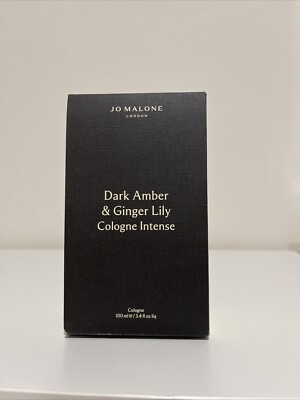 JO MALONE
LONDON
Dark Amber
& Ginger Lily
Cologne Intense
Cologne
100 ml ℮ / 3.4 fl oz liq